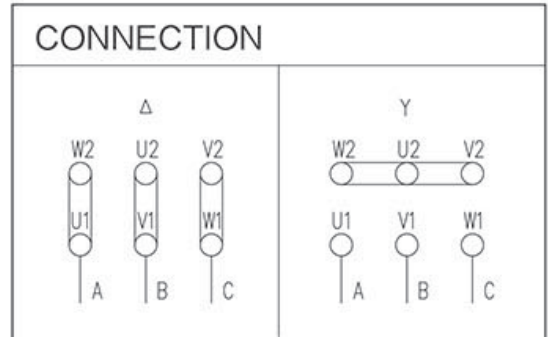 CONNECTION
Δ
W2 U2 V2
U1 V1 W1
A B C
Y
W2 U2 V2
U1 V1 W1
A B C